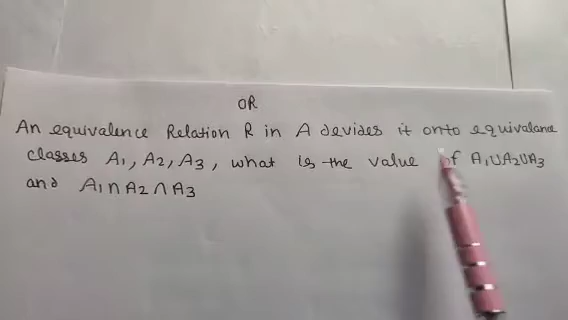 OR
An equivalence Relation R in A devides it onto equivalance
classes A1, A2, A3, what is the value of A1UA2UA3
and A1∩A2∩A3